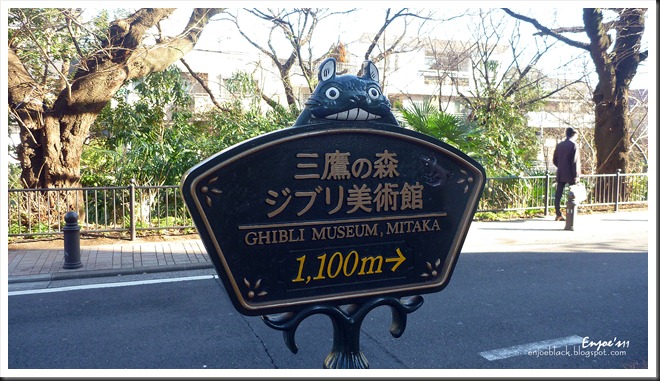 三鷹の森
ジブリ美術館
GHIBLI MUSEUM, MITAKA
1,100m→
Enjoe's11
enjoeblack.blogspot.com